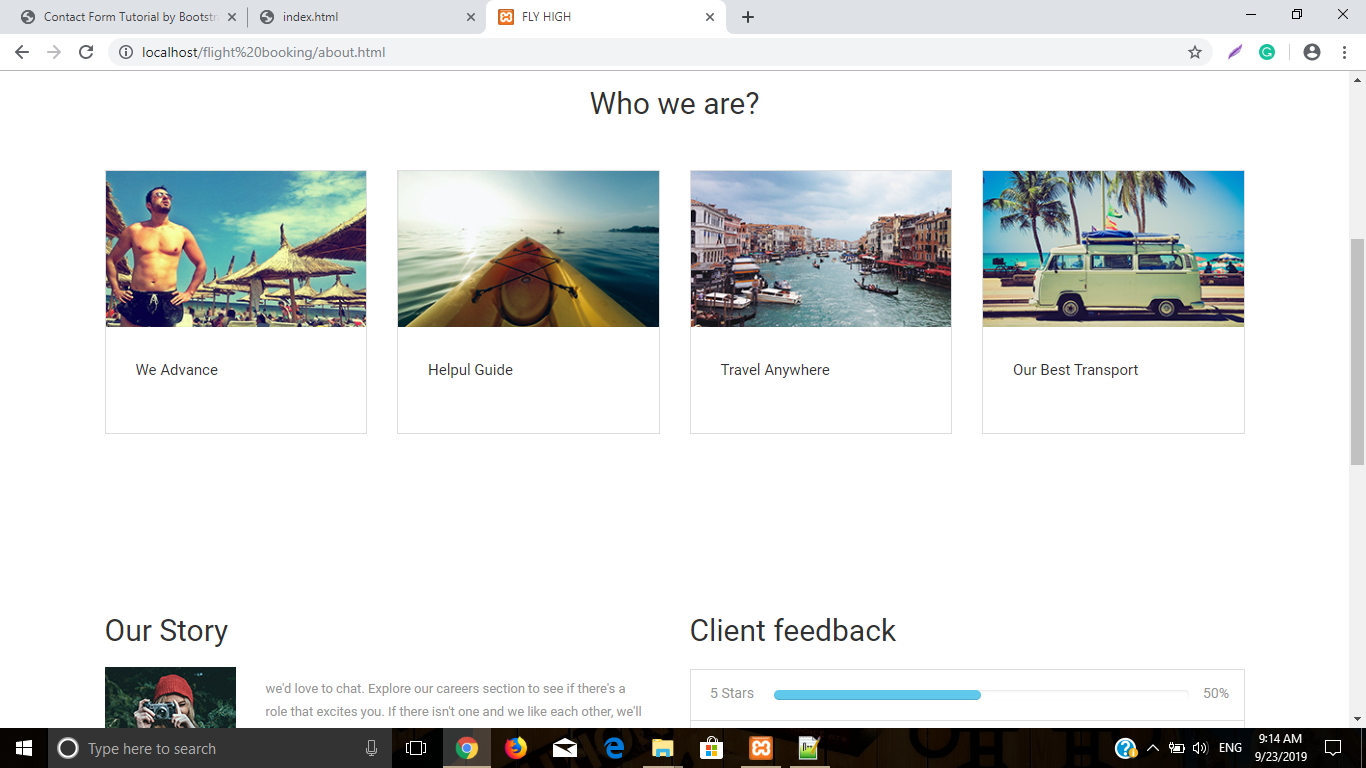 Contact Form Tutorial by Bootst
index.html
FLY HIGH
localhost/flight%20booking/about.html
Who we are?
We Advance
Helpul Guide
Travel Anywhere
Our Best Transport
Our Story
Client feedback
we'd love to chat. Explore our careers section to see if there's a
role that excites you. If there isn't one and we like each other, we'll
5 Stars
50%
Type here to search
ENG
9:14 AM
9/23/2019